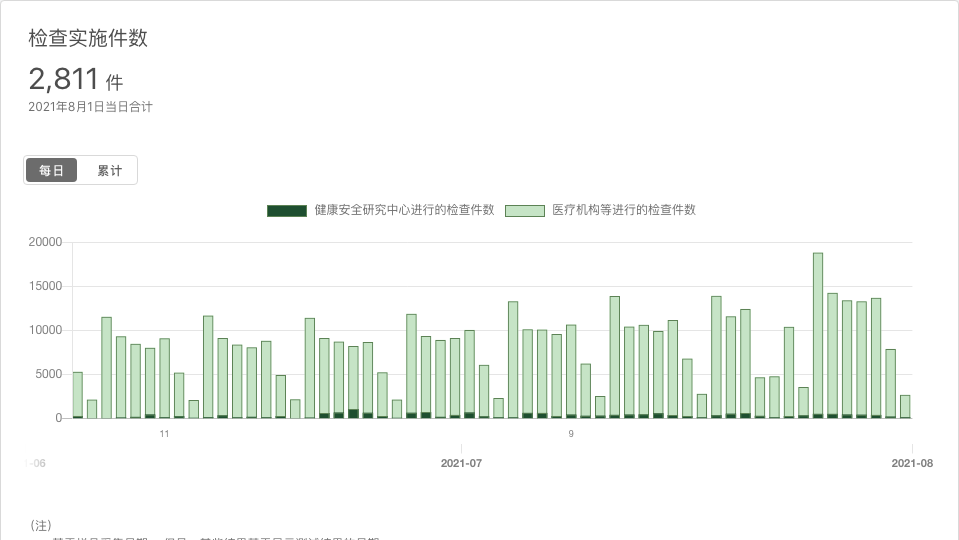 检查实施件数
2,811 件
2021年8月1日当日合计
每日 累计
健康安全研究中心进行的检查件数 医疗机构等进行的检查件数
20000
15000
10000
5000
0
11 9
-06 2021-07 2021-08
(注)